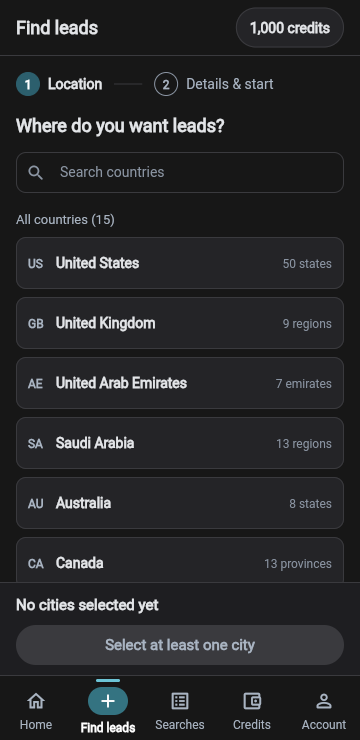 Find leads
1,000 credits
1 Location 2 Details & start
Where do you want leads?
Search countries
All countries (15)
US United States 50 states
GB United Kingdom 9 regions
AE United Arab Emirates 7 emirates
SA Saudi Arabia 13 regions
AU Australia 8 states
CA Canada 13 provinces
No cities selected yet
Select at least one city
Home Find leads Searches Credits Account